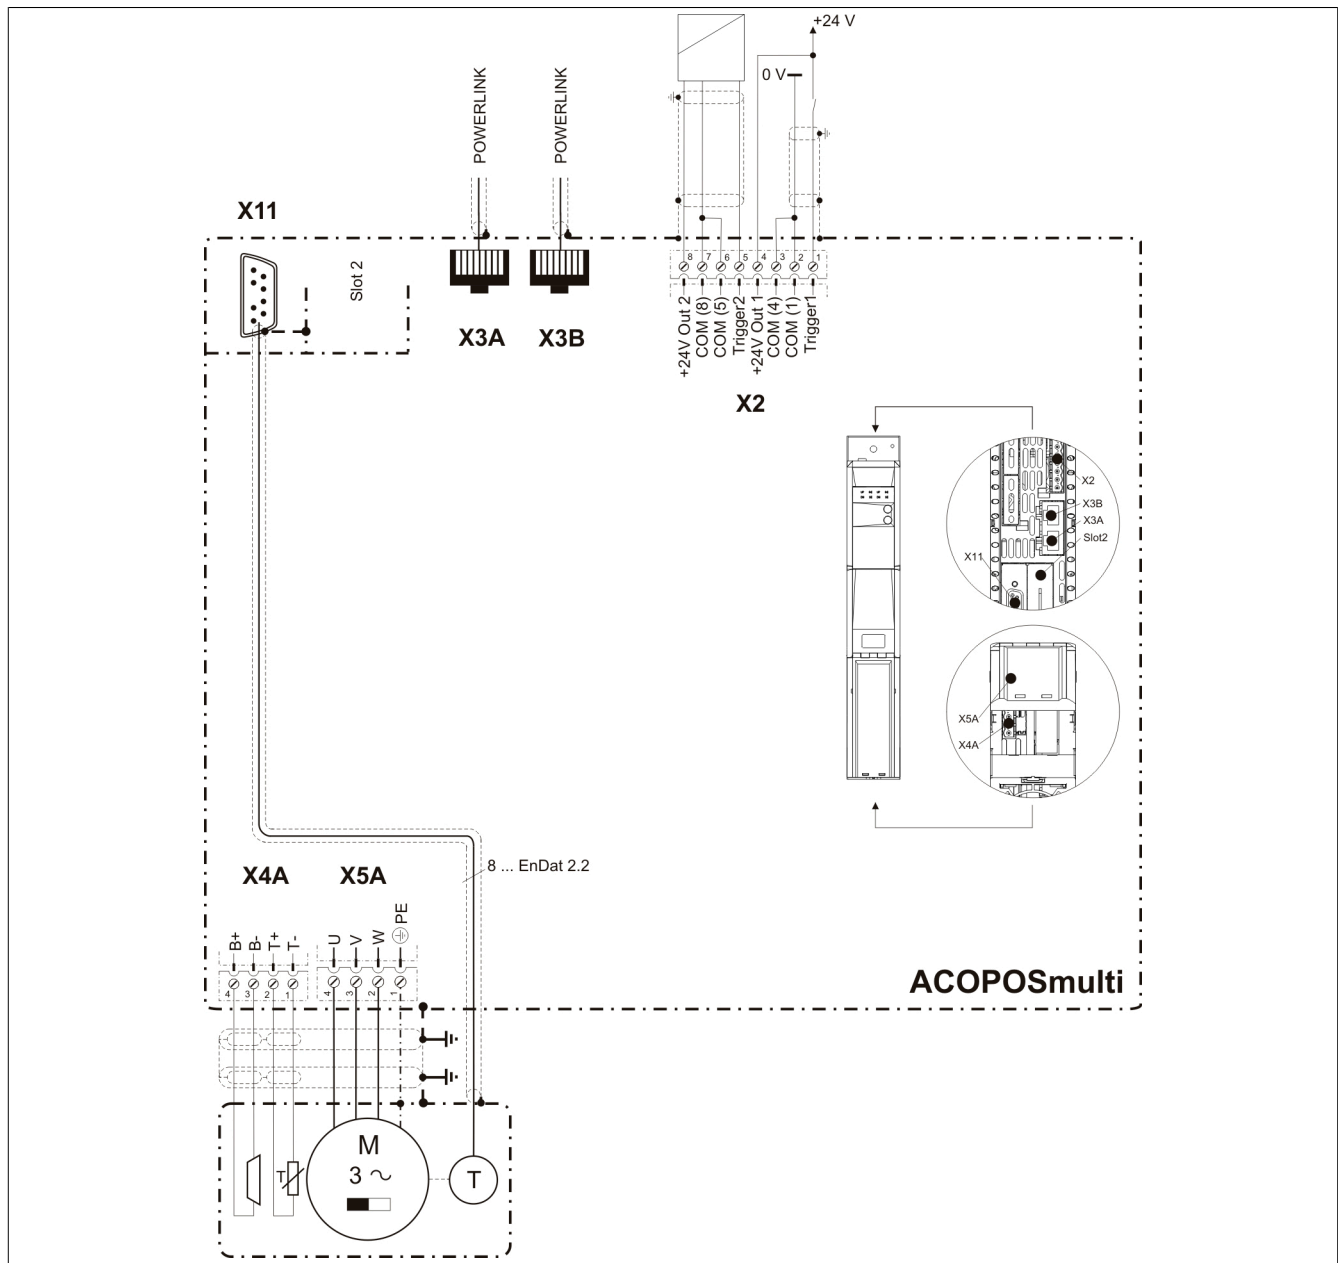 +24 V
0 V
POWERLINK
POWERLINK
X11
Slot 2
X3A
X3B
8 7 6 5 4 3 2 1
+24V Out 2
COM (8)
COM (5)
Trigger2
+24V Out 1
COM (4)
COM (1)
Trigger1
X2
X2
X3B
X3A
Slot2
X11
X5A
X4A
8 ... EnDat 2.2
X4A
X5A
B+
B-
T+
T-
U
V
W
PE
4 3 2 1
4 3 2 1
ACOPOSmulti
M
3 ~
T
T